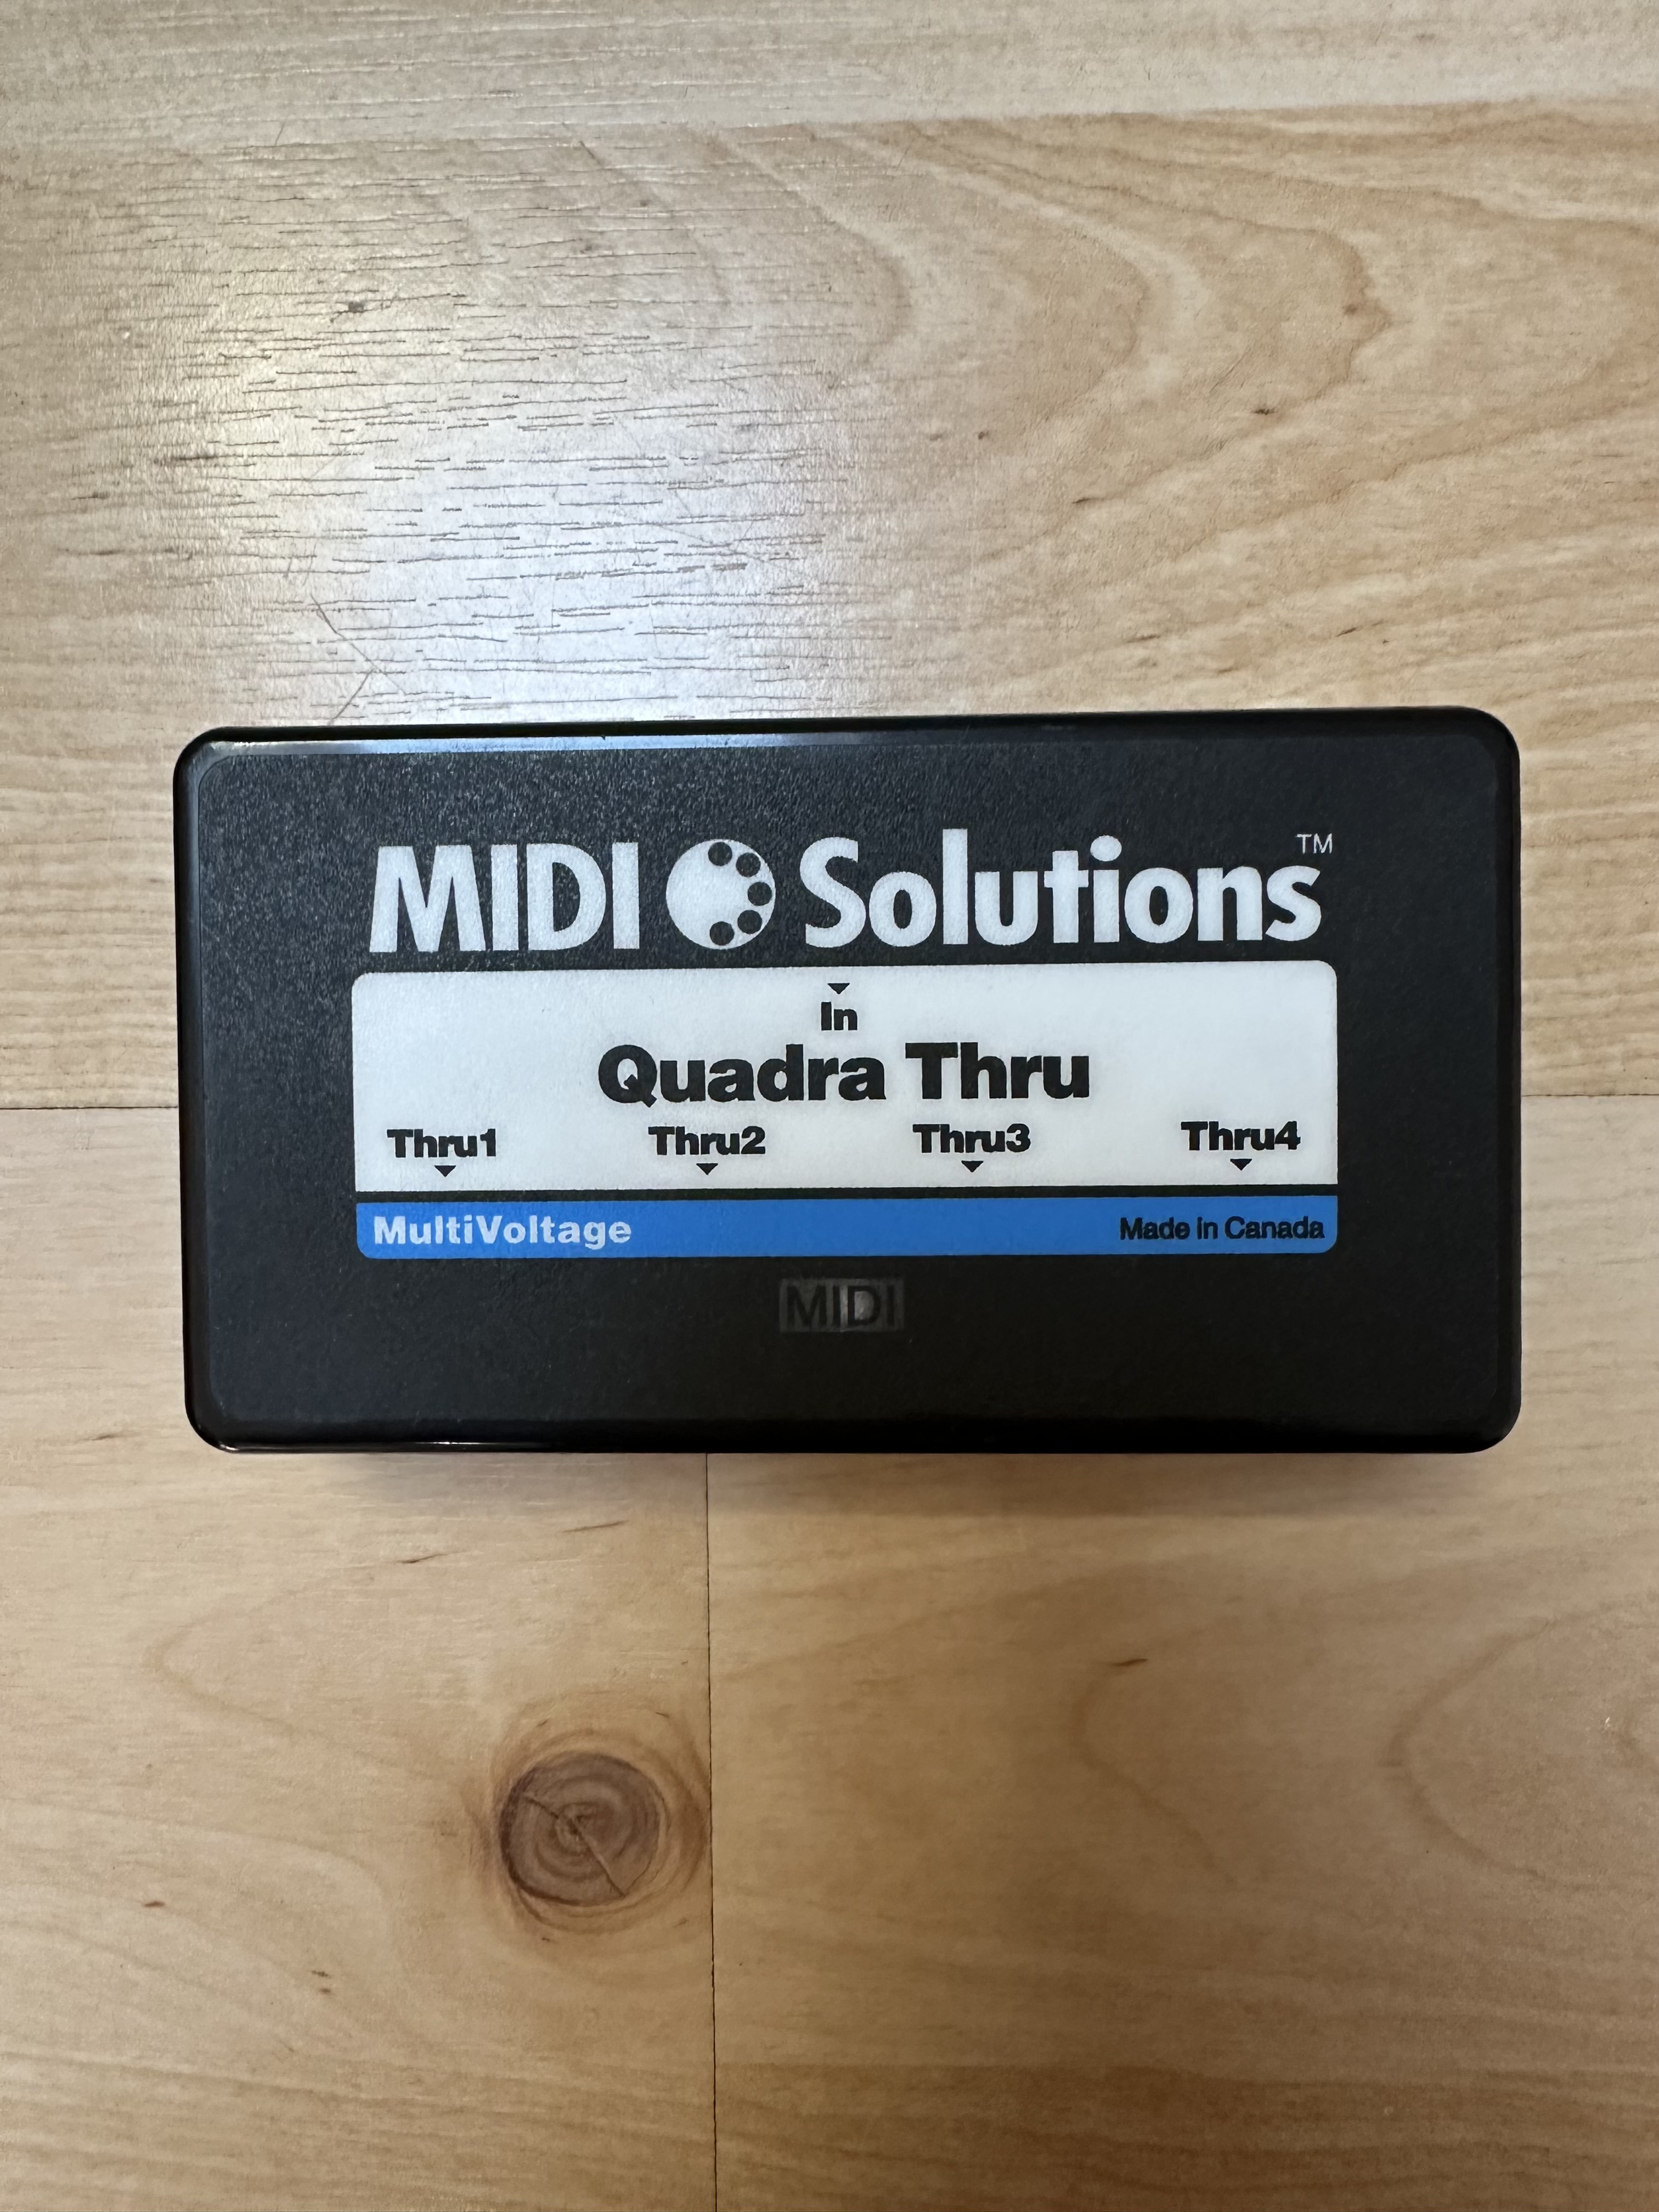 MIDI Solutions™
In
Quadra Thru
Thru1 Thru2 Thru3 Thru4
MultiVoltage Made in Canada
MIDI